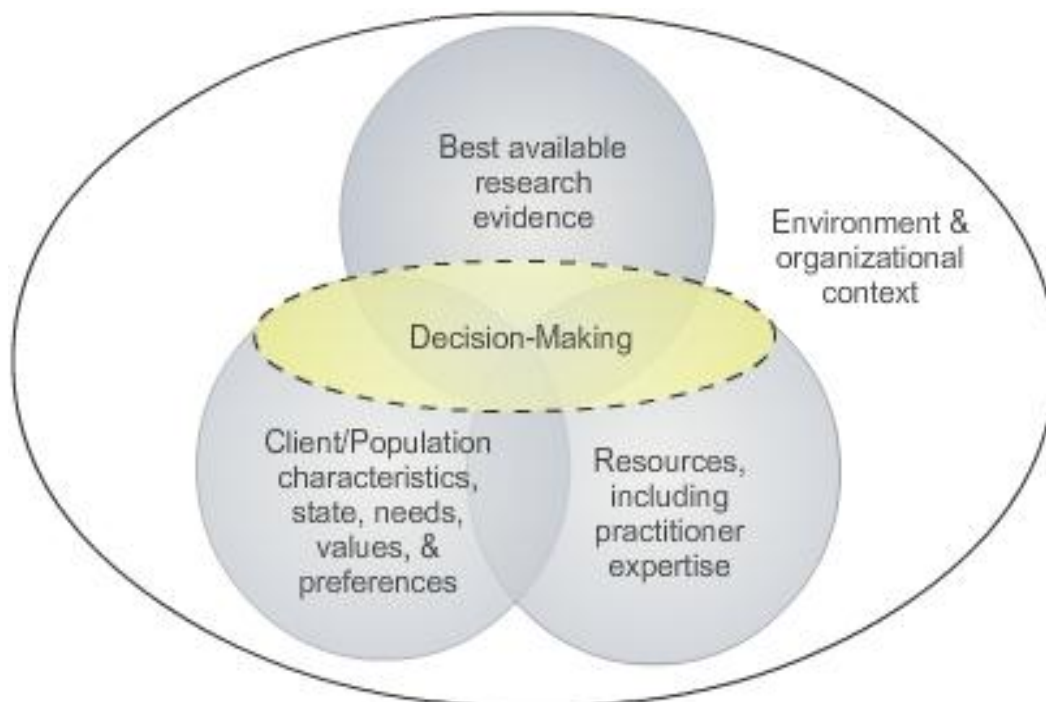 Best available
research
evidence
Environment &
organizational
context
Decision-Making
Client/Population
characteristics,
state, needs,
values, &
preferences
Resources,
including
practitioner
expertise